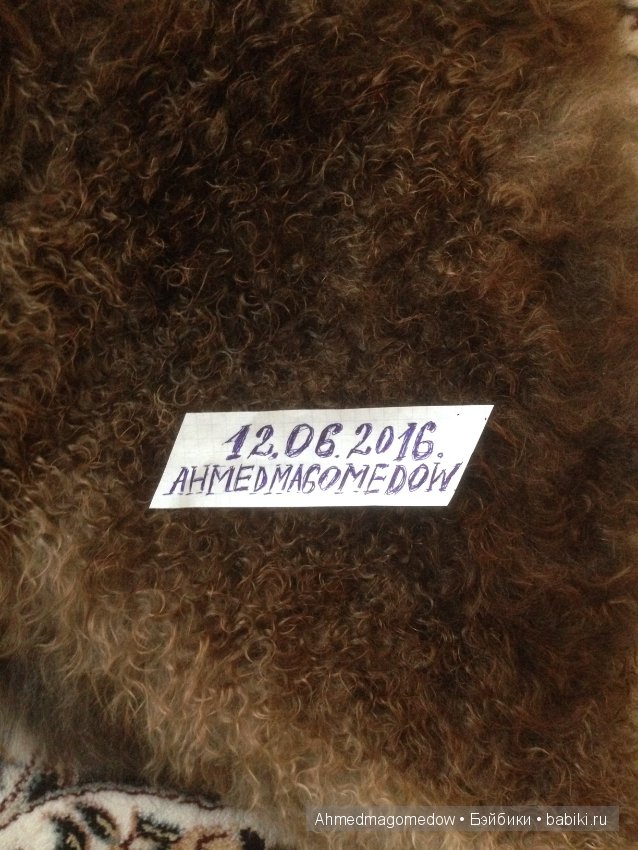 12.06.2016.
AHMEDMAGOMEDOW
Ahmedmagomedow • Бэйбики • babiki.ru